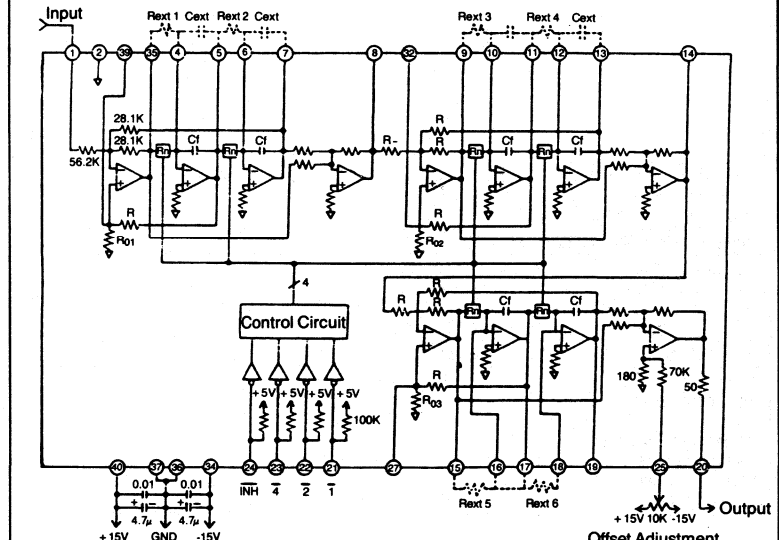 Input
Rext 1 Cext Rext 2 Cext
Rext 3 Rext 4
1 2 39 35 4 5 6 7 8 32 9 10 11 12 13 14
28.1K
28.1K
56.2K
Rn Cf Rn Cf
R-
R
R
Rn Cf Rn Cf
R
R01
R
R02
4
Control Circuit
R
R
R
Rn Cf Rn Cf
R
R03
180
70K
50
+5V +5V +5V +5V
100K
40 37 36 34 24 23 22 21 27 15 16 17 18 19 25 20
0.01 0.01
+ − + −
4.7μ 4.7μ
+15V GND -15V
INH 4 2 1
Rext 5 Rext 6
+15V 10K -15V
Output
Offset Adjustment